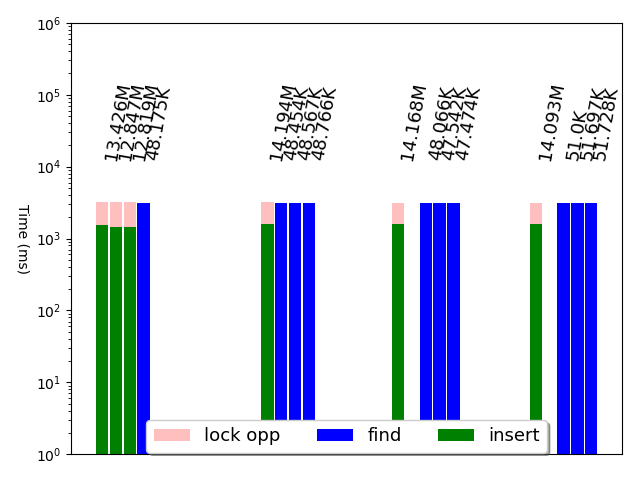 10^6
10^5
10^4
10^3
10^2
10^1
10^0
Time (ms)
13.426M
12.847M
12.819M
48.175K
14.194M
48.454K
48.567K
48.766K
14.168M
48.066K
47.542K
47.474K
14.093M
51.0K
51.697K
51.728K
lock opp find insert